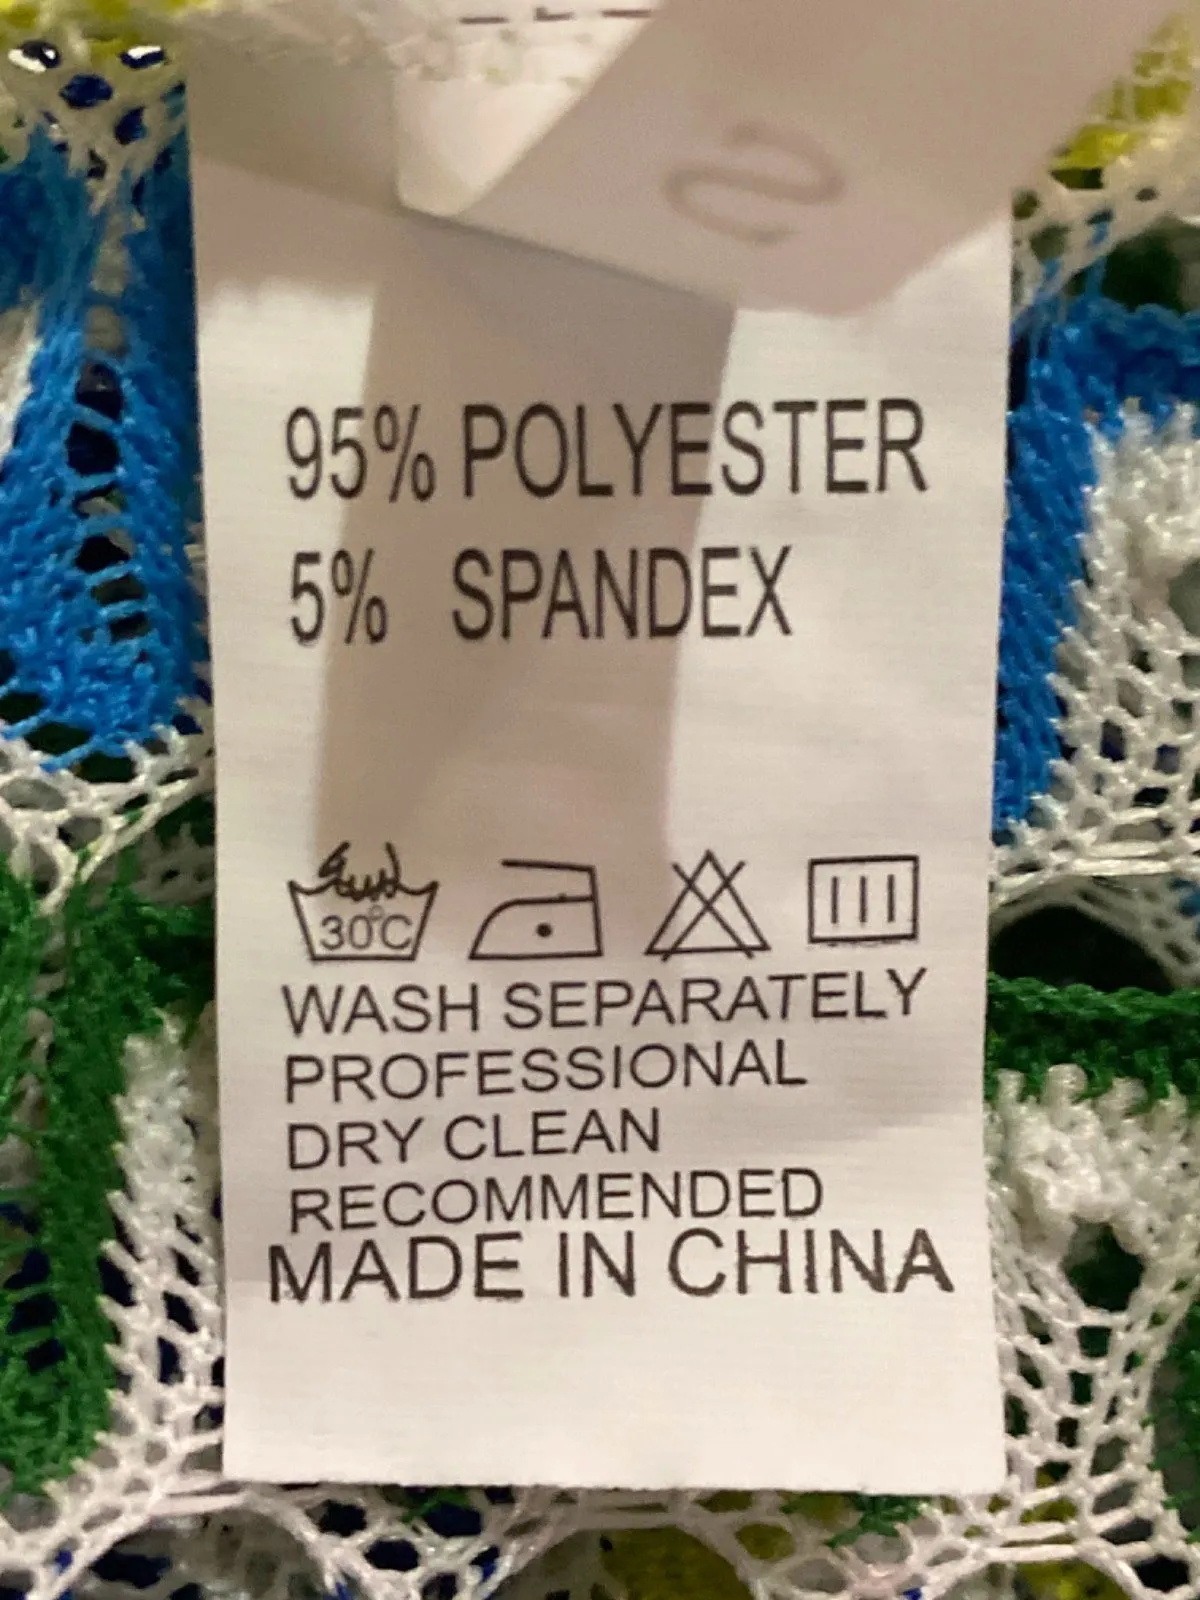 95% POLYESTER
5% SPANDEX
30°C
WASH SEPARATELY
PROFESSIONAL
DRY CLEAN
RECOMMENDED
MADE IN CHINA